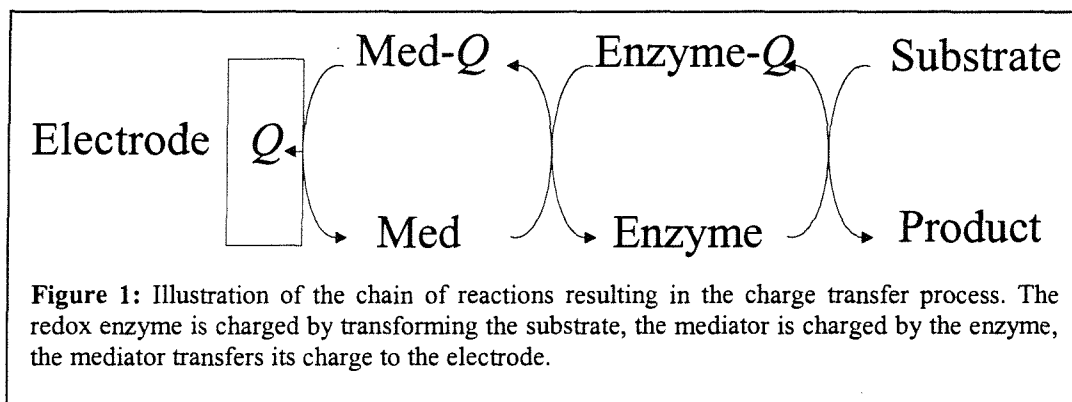 Med-Q Enzyme-Q Substrate
Electrode Q
Med Enzyme Product
Figure 1: Illustration of the chain of reactions resulting in the charge transfer process. The
redox enzyme is charged by transforming the substrate, the mediator is charged by the enzyme,
the mediator transfers its charge to the electrode.